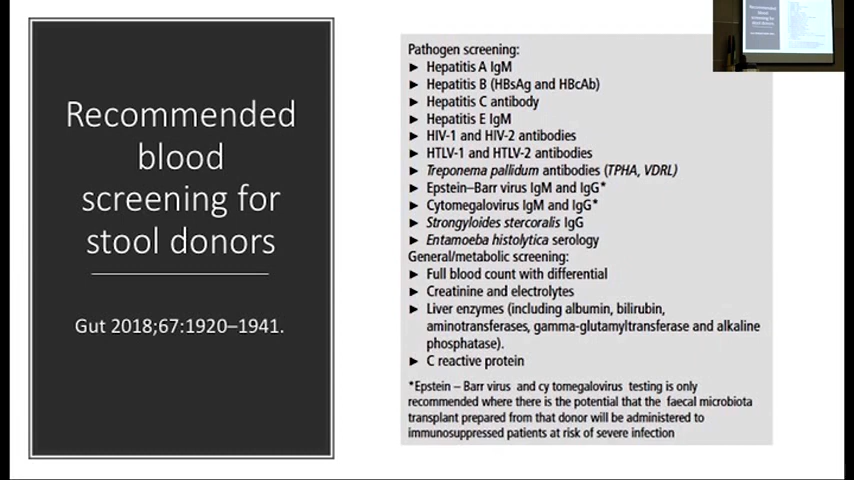 Recommended
blood
screening for
stool donors
Gut 2018;67:1920–1941.
Pathogen screening:
► Hepatitis A IgM
► Hepatitis B (HBsAg and HBcAb)
► Hepatitis C antibody
► Hepatitis E IgM
► HIV-1 and HIV-2 antibodies
► HTLV-1 and HTLV-2 antibodies
► Treponema pallidum antibodies (TPHA, VDRL)
► Epstein–Barr virus IgM and IgG*
► Cytomegalovirus IgM and IgG*
► Strongyloides stercoralis IgG
► Entamoeba histolytica serology
General/metabolic screening:
► Full blood count with differential
► Creatinine and electrolytes
► Liver enzymes (including albumin, bilirubin,
aminotransferases, gamma-glutamyltransferase and alkaline
phosphatase).
► C reactive protein
*Epstein – Barr virus and cy tomegalovirus testing is only
recommended where there is the potential that the faecal microbiota
transplant prepared from that donor will be administered to
immunosuppressed patients at risk of severe infection
Recommended
blood
screening for
stool donors